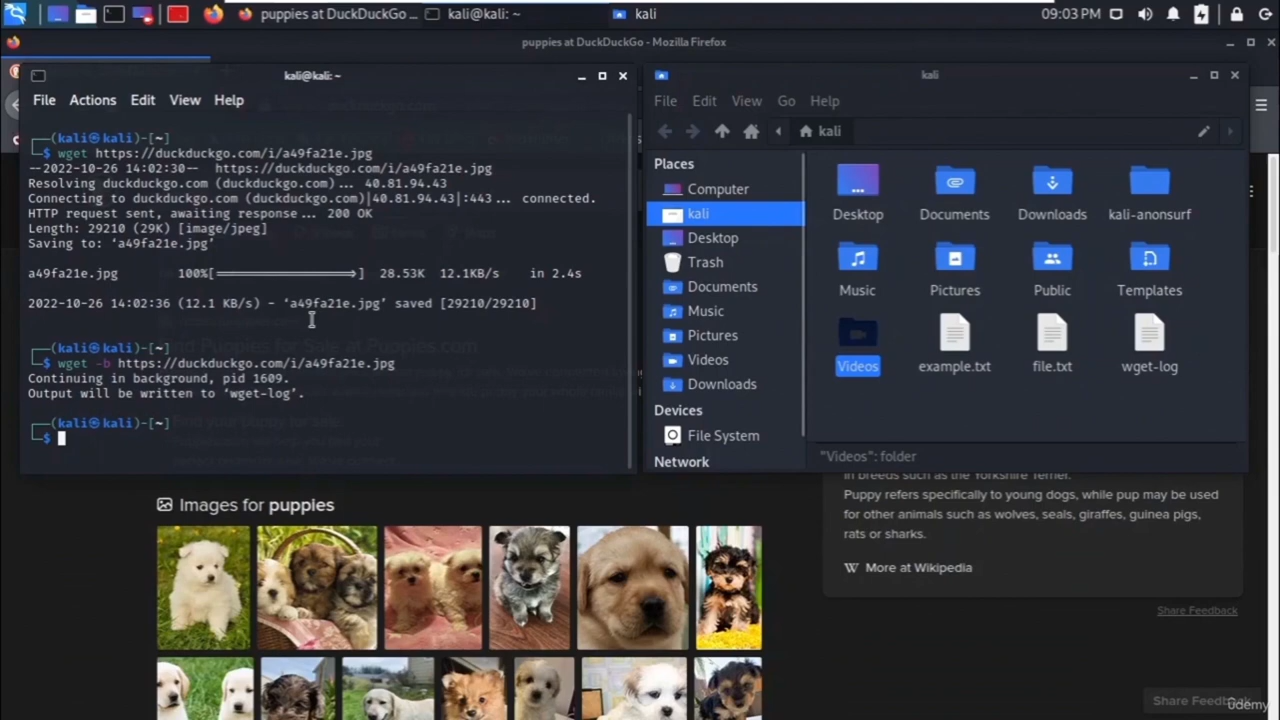 puppies at DuckDuckGo ...
kali@kali: ~
kali
09:03 PM
puppies at DuckDuckGo - Mozilla Firefox
kali@kali: ~
File Actions Edit View Help
┌──(kali㉿kali)-[~]
└─$ wget https://duckduckgo.com/i/a49fa21e.jpg
--2022-10-26 14:02:30-- https://duckduckgo.com/i/a49fa21e.jpg
Resolving duckduckgo.com (duckduckgo.com)... 40.81.94.43
Connecting to duckduckgo.com (duckduckgo.com)|40.81.94.43|:443... connected.
HTTP request sent, awaiting response... 200 OK
Length: 29210 (29K) [image/jpeg]
Saving to: ‘a49fa21e.jpg’
a49fa21e.jpg 100%[===================>] 28.53K 12.1KB/s in 2.4s
2022-10-26 14:02:36 (12.1 KB/s) - ‘a49fa21e.jpg’ saved [29210/29210]
┌──(kali㉿kali)-[~]
└─$ wget -b https://duckduckgo.com/i/a49fa21e.jpg
Continuing in background, pid 1609.
Output will be written to ‘wget-log’.
┌──(kali㉿kali)-[~]
└─$
kali
File Edit View Go Help
kali
Places
Computer
kali
Desktop
Trash
Documents
Music
Pictures
Videos
Downloads
Devices
File System
Network
Desktop Documents Downloads kali-anonsurf
Music Pictures Public Templates
Videos example.txt file.txt wget-log
"Videos": folder
in breeds such as the Yorkshire Terrier.
Puppy refers specifically to young dogs, while pup may be used
for other animals such as wolves, seals, giraffes, guinea pigs,
rats or sharks.
W More at Wikipedia
Share Feedback
Images for puppies
Share Feedback
ûdemy